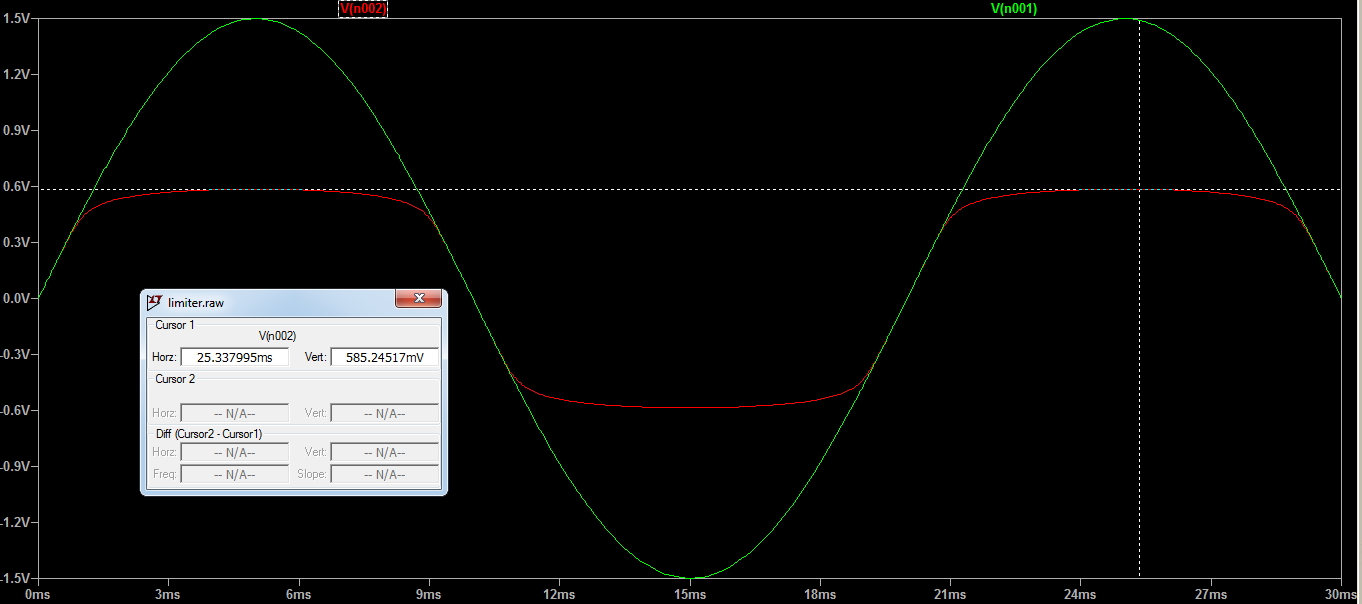 V(n002) V(n001)
1.5V
1.2V
0.9V
0.6V
0.3V
0.0V
-0.3V
-0.6V
-0.9V
-1.2V
-1.5V
limiter.raw
Cursor 1
V(n002)
Horz: 25.337995ms Vert: 585.24517mV
Cursor 2
Horz: -- N/A-- Vert: -- N/A--
Diff (Cursor2 - Cursor1)
Horz: -- N/A-- Vert: -- N/A--
Freq: -- N/A-- Slope: -- N/A--
0ms 3ms 6ms 9ms 12ms 15ms 18ms 21ms 24ms 27ms 30ms